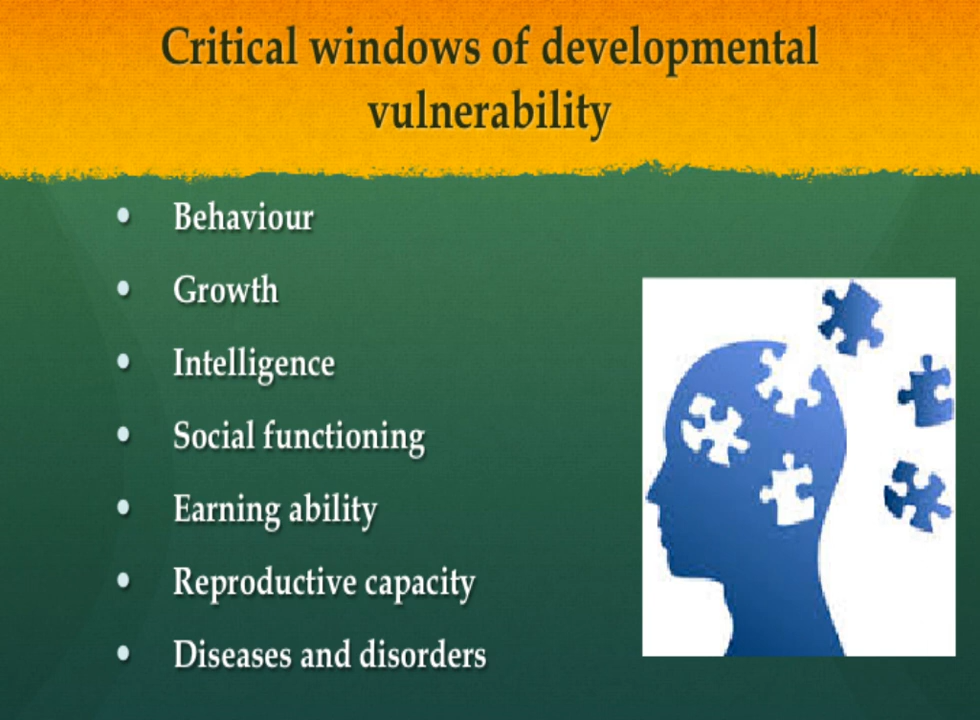 Critical windows of developmental
vulnerability
• Behaviour
• Growth
• Intelligence
• Social functioning
• Earning ability
• Reproductive capacity
• Diseases and disorders